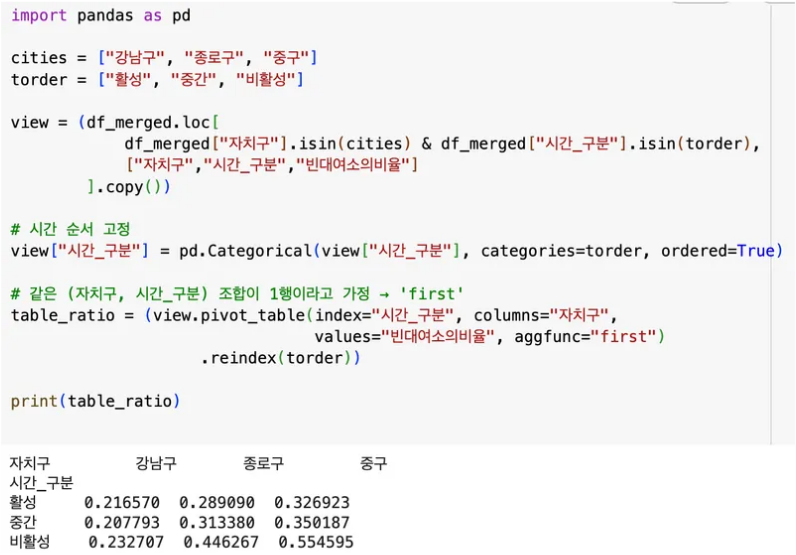 import pandas as pd
cities = ["강남구", "종로구", "중구"]
torder = ["활성", "중간", "비활성"]
view = (df_merged.loc[
df_merged["자치구"].isin(cities) & df_merged["시간_구분"].isin(torder),
["자치구","시간_구분","빈대여소의비율"]
].copy())
# 시간 순서 고정
view["시간_구분"] = pd.Categorical(view["시간_구분"], categories=torder, ordered=True)
# 같은 (자치구, 시간_구분) 조합이 1행이라고 가정 → 'first'
table_ratio = (view.pivot_table(index="시간_구분", columns="자치구",
values="빈대여소의비율", aggfunc="first")
.reindex(torder))
print(table_ratio)
자치구 강남구 종로구 중구
시간_구분
활성 0.216570 0.289090 0.326923
중간 0.207793 0.313380 0.350187
비활성 0.232707 0.446267 0.554595